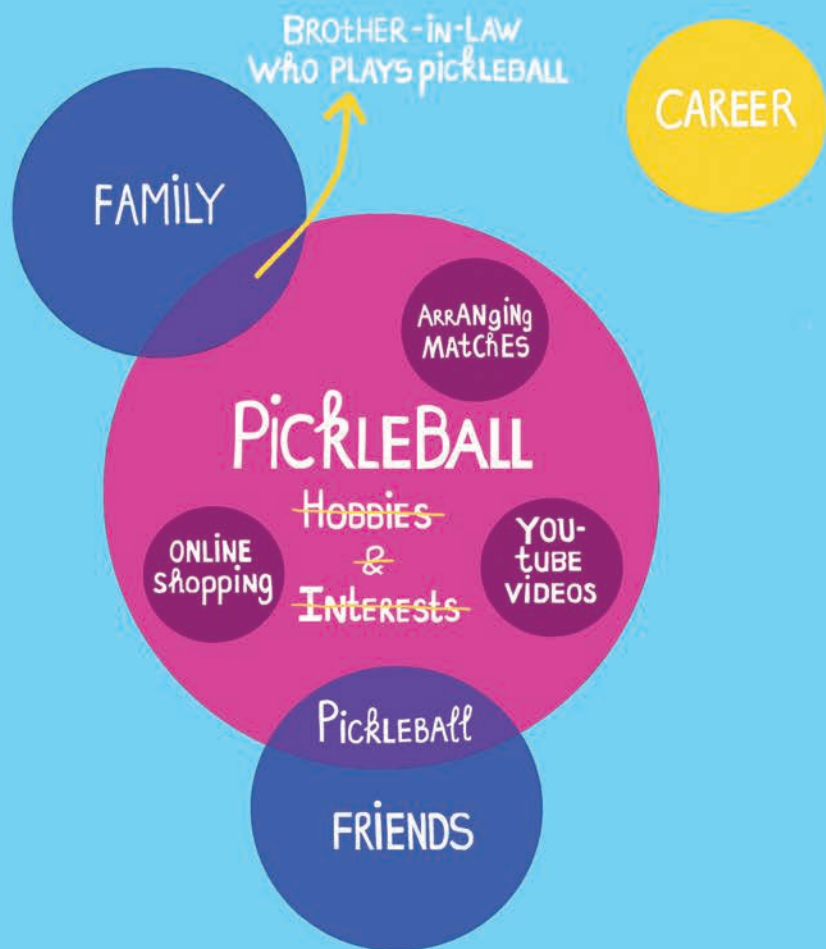 BROTHER-IN-LAW
WHO PLAYS PICKLEBALL
CAREER
FAMILY
ARRANGING
MATCHES
PICKLEBALL
HOBBIES
&
INTERESTS
ONLINE
SHOPPING
YOU-
TUBE
VIDEOS
PICKLEBALL
FRIENDS